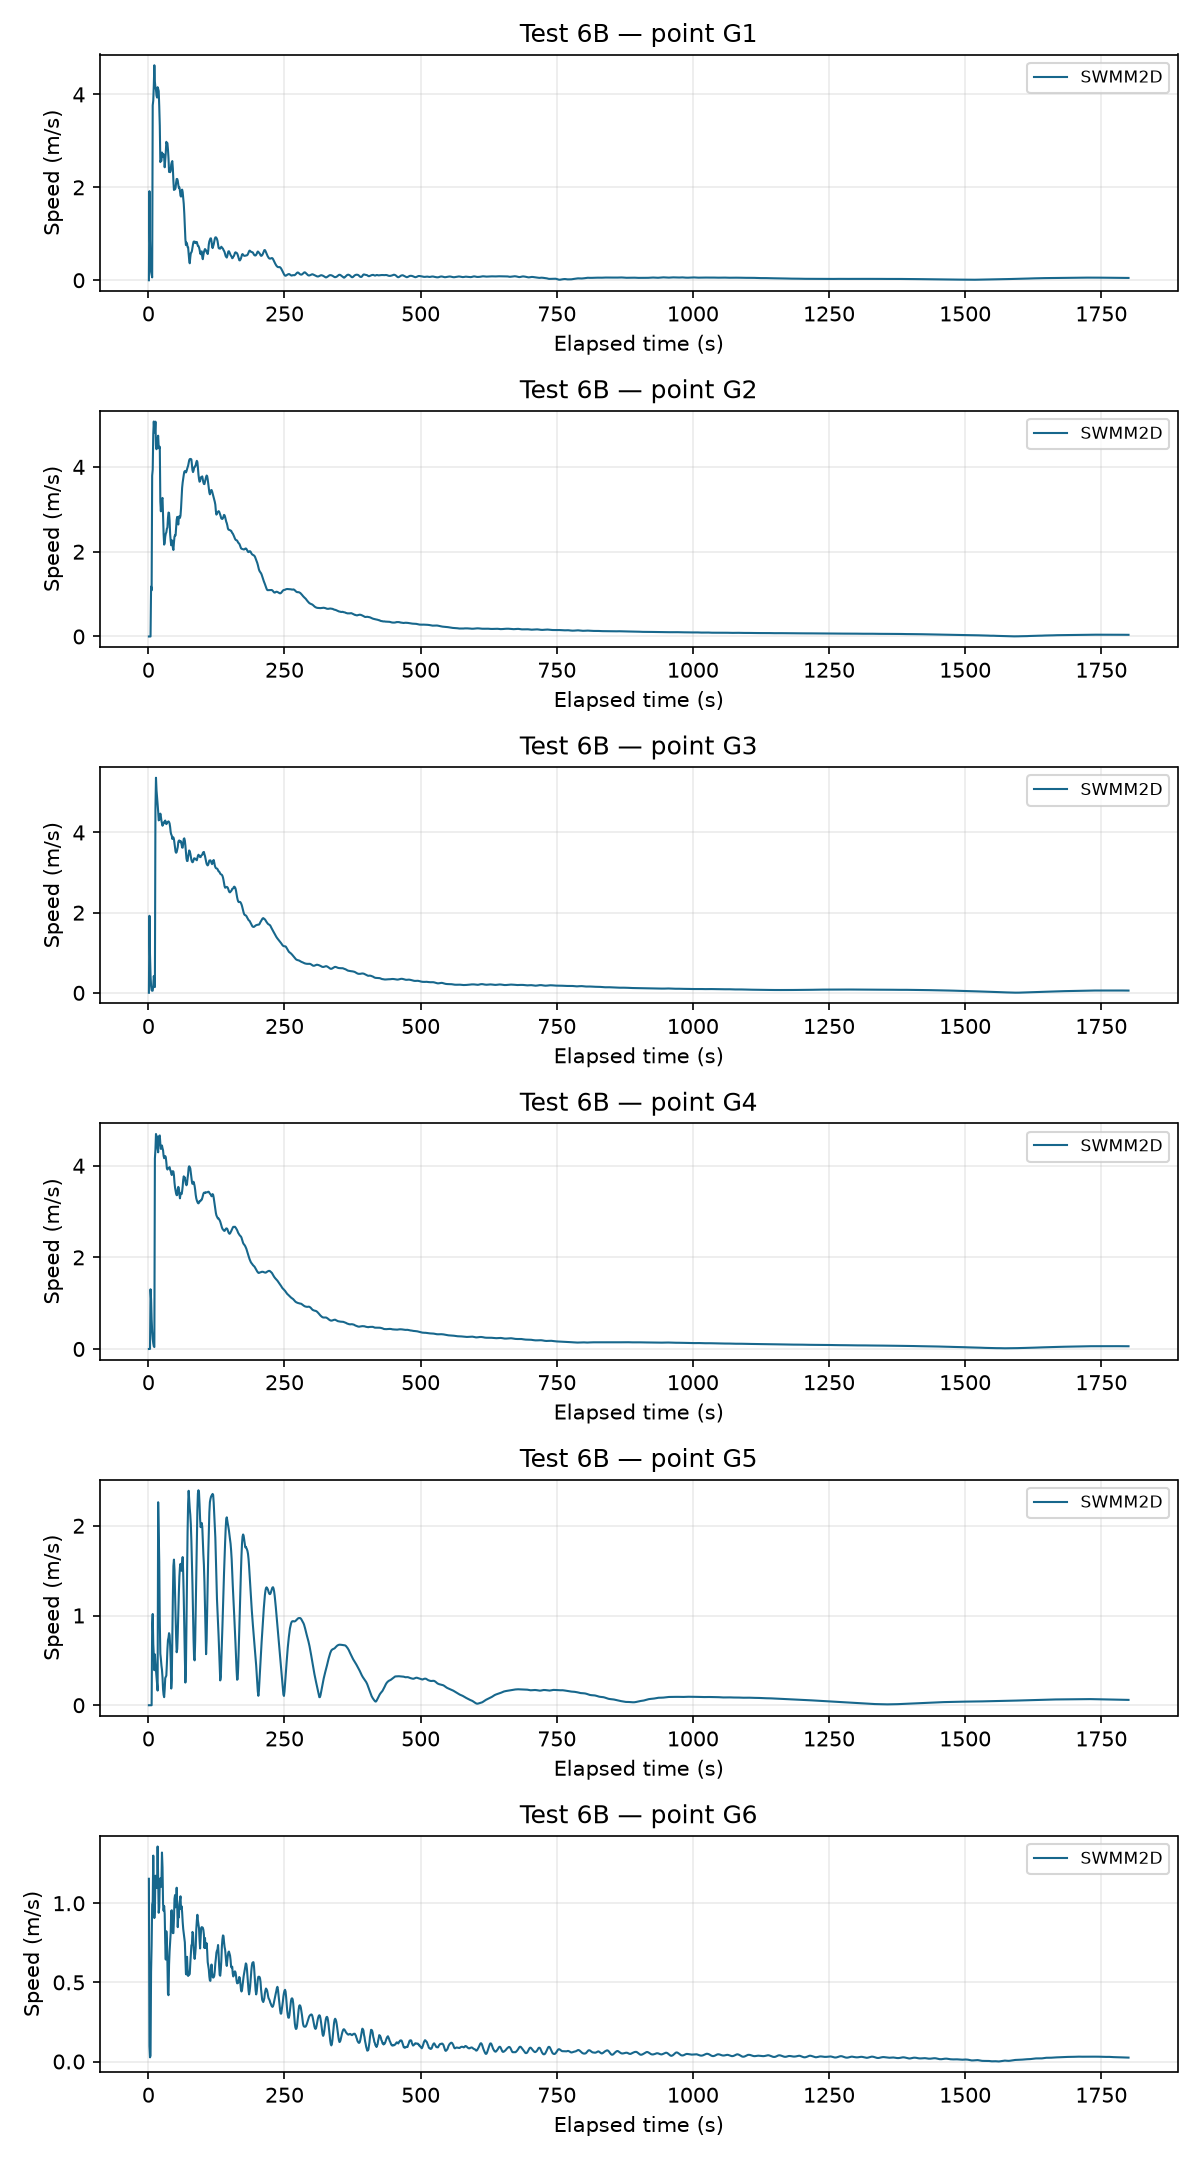 Test 6B — point G1
SWMM2D
Speed (m/s)
4
2
0
0 250 500 750 1000 1250 1500 1750
Elapsed time (s)
Test 6B — point G2
SWMM2D
Speed (m/s)
4
2
0
0 250 500 750 1000 1250 1500 1750
Elapsed time (s)
Test 6B — point G3
SWMM2D
Speed (m/s)
4
2
0
0 250 500 750 1000 1250 1500 1750
Elapsed time (s)
Test 6B — point G4
SWMM2D
Speed (m/s)
4
2
0
0 250 500 750 1000 1250 1500 1750
Elapsed time (s)
Test 6B — point G5
SWMM2D
Speed (m/s)
2
1
0
0 250 500 750 1000 1250 1500 1750
Elapsed time (s)
Test 6B — point G6
SWMM2D
Speed (m/s)
1.0
0.5
0.0
0 250 500 750 1000 1250 1500 1750
Elapsed time (s)